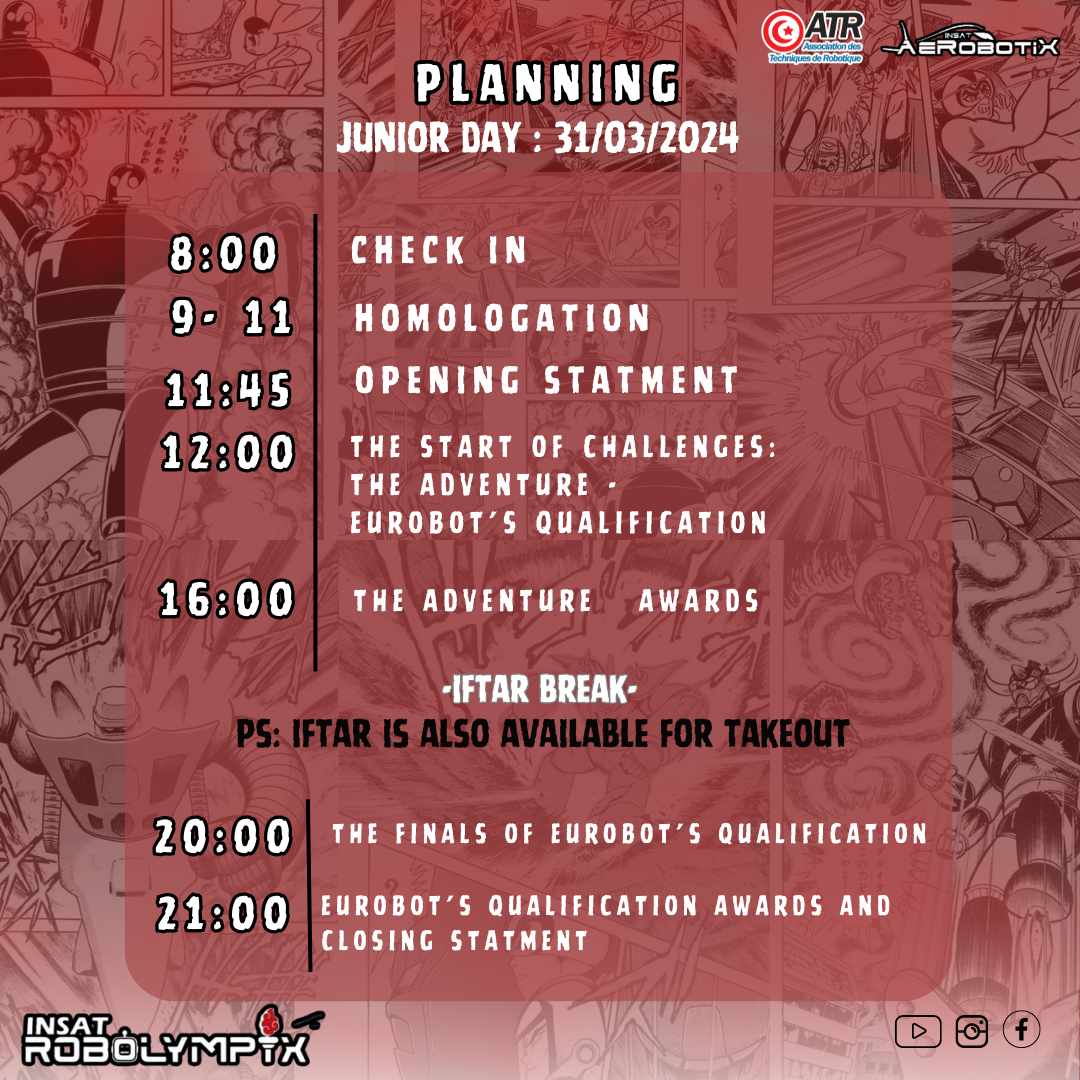 ATR
Association des
Techniques de Robotique
INSAT
AEROBOTIX
PLANNING
JUNIOR DAY : 31/03/2024
8:00 CHECK IN
9- 11 HOMOLOGATION
11:45 OPENING STATMENT
12:00 THE START OF CHALLENGES:
THE ADVENTURE -
EUROBOT'S QUALIFICATION
16:00 THE ADVENTURE AWARDS
-IFTAR BREAK-
PS: IFTAR IS ALSO AVAILABLE FOR TAKEOUT
20:00 THE FINALS OF EUROBOT'S QUALIFICATION
21:00 EUROBOT'S QUALIFICATION AWARDS AND
CLOSING STATMENT
INSAT
ROBOLYMPIX